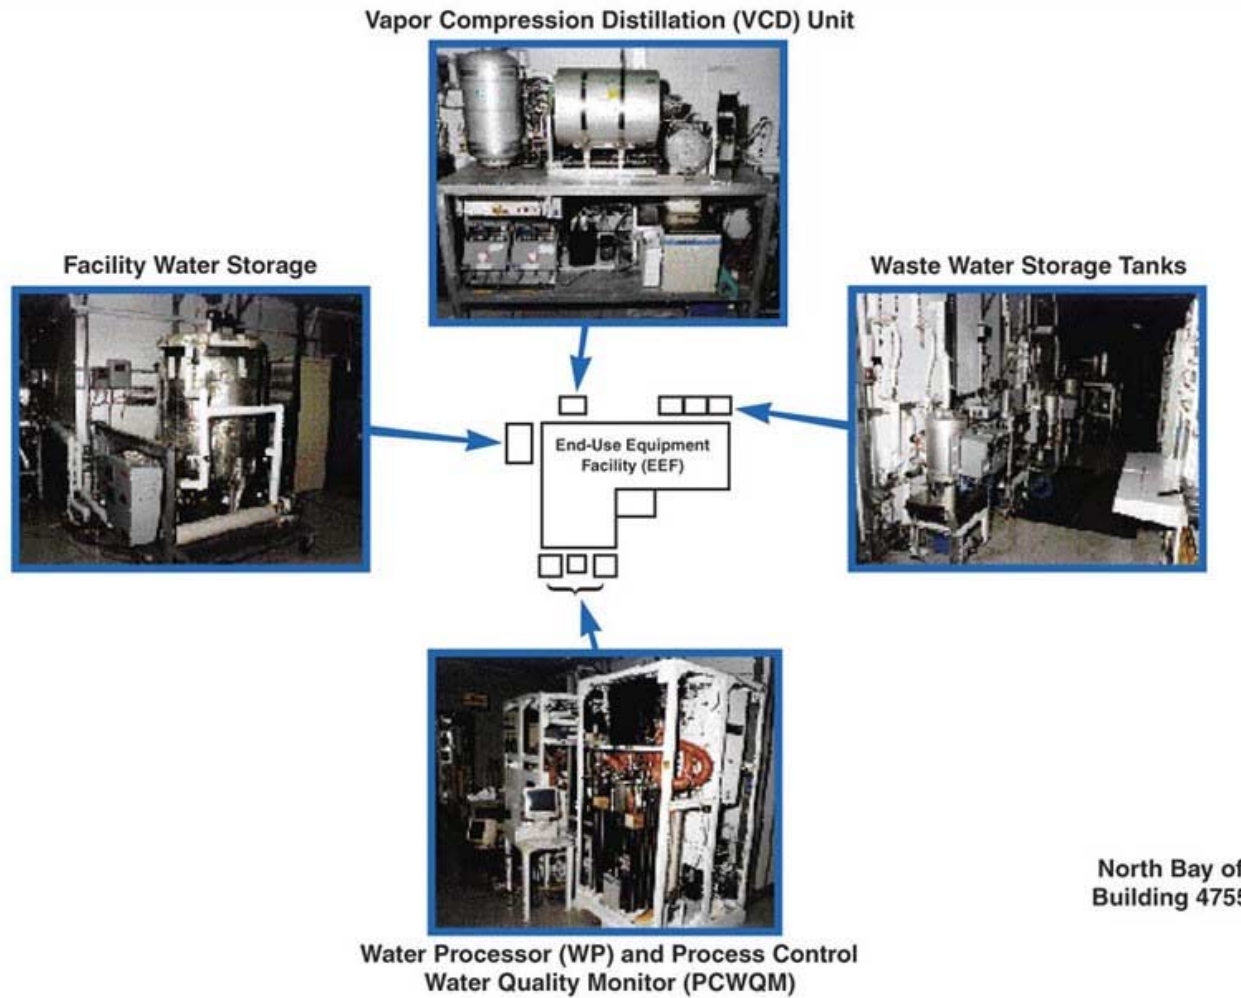 Vapor Compression Distillation (VCD) Unit
Facility Water Storage
Waste Water Storage Tanks
End-Use Equipment
Facility (EEF)
North Bay of
Building 4755
Water Processor (WP) and Process Control
Water Quality Monitor (PCWQM)